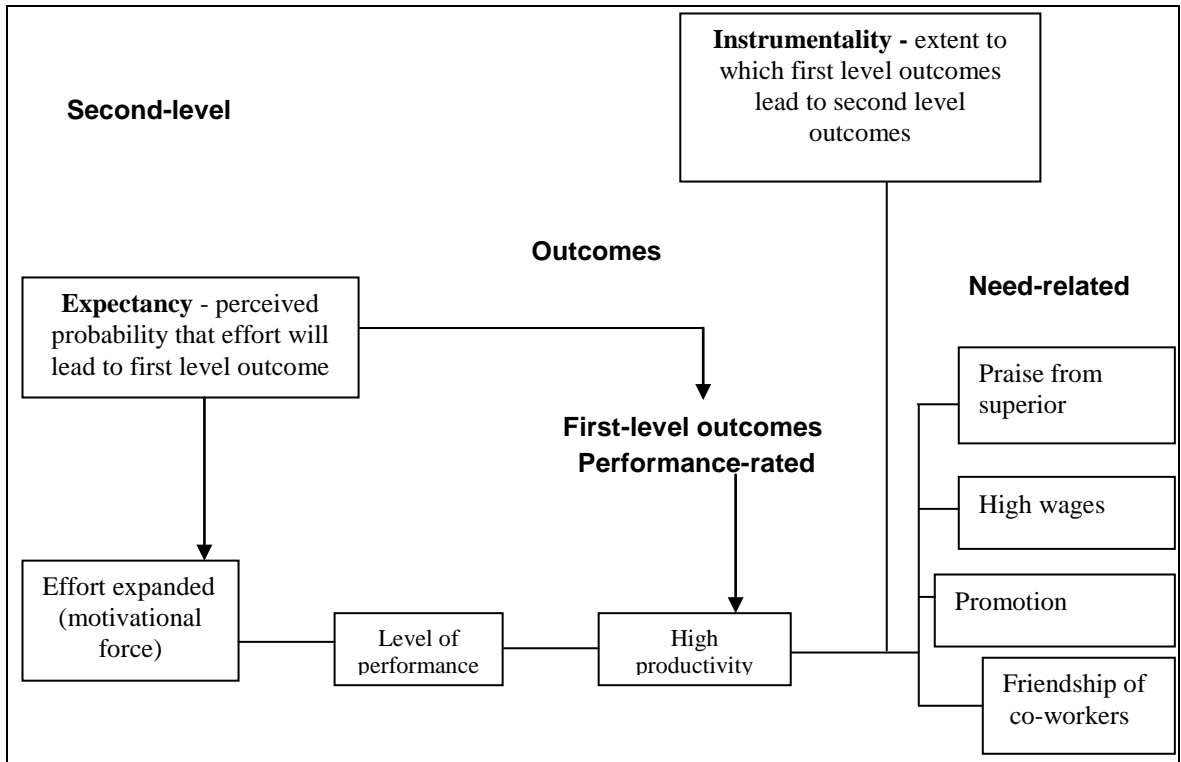 Instrumentality - extent to
which first level outcomes
lead to second level
outcomes
Second-level
Outcomes
Need-related
Expectancy - perceived
probability that effort will
lead to first level outcome
Praise from
superior
First-level outcomes
Performance-rated
High wages
Effort expanded
(motivational
force)
Level of
performance
High
productivity
Promotion
Friendship of
co-workers